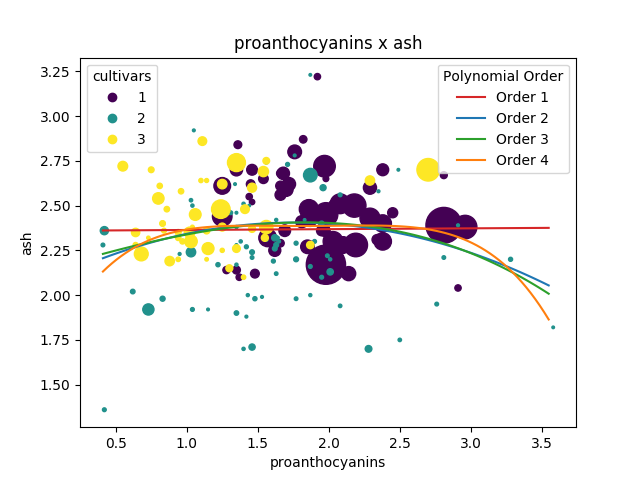 proanthocyanins x ash
cultivars
1
2
3
Polynomial Order
Order 1
Order 2
Order 3
Order 4
3.25
3.00
2.75
2.50
2.25
2.00
1.75
1.50
ash
0.5 1.0 1.5 2.0 2.5 3.0 3.5
proanthocyanins